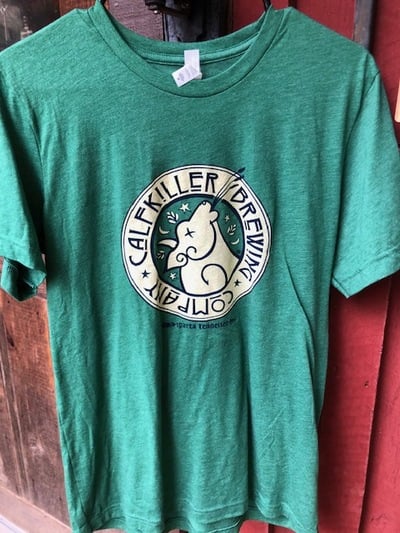 CALFKILLER BREWING
COMPANY
sparta tennessee